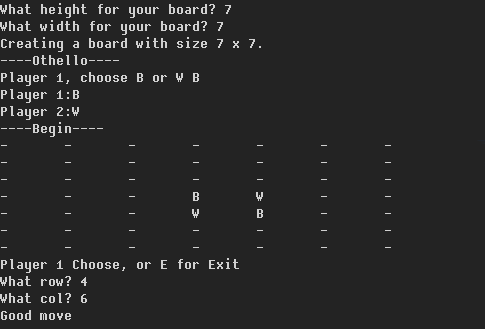 What height for your board? 7
What width for your board? 7
Creating a board with size 7 x 7.
----Othello----
Player 1, choose B or W B
Player 1:B
Player 2:W
----Begin----
- - - - - - -
- - - - - - -
- - - - - - -
- - - B W - -
- - - W B - -
- - - - - - -
- - - - - - -
Player 1 Choose, or E for Exit
What row? 4
What col? 6
Good move